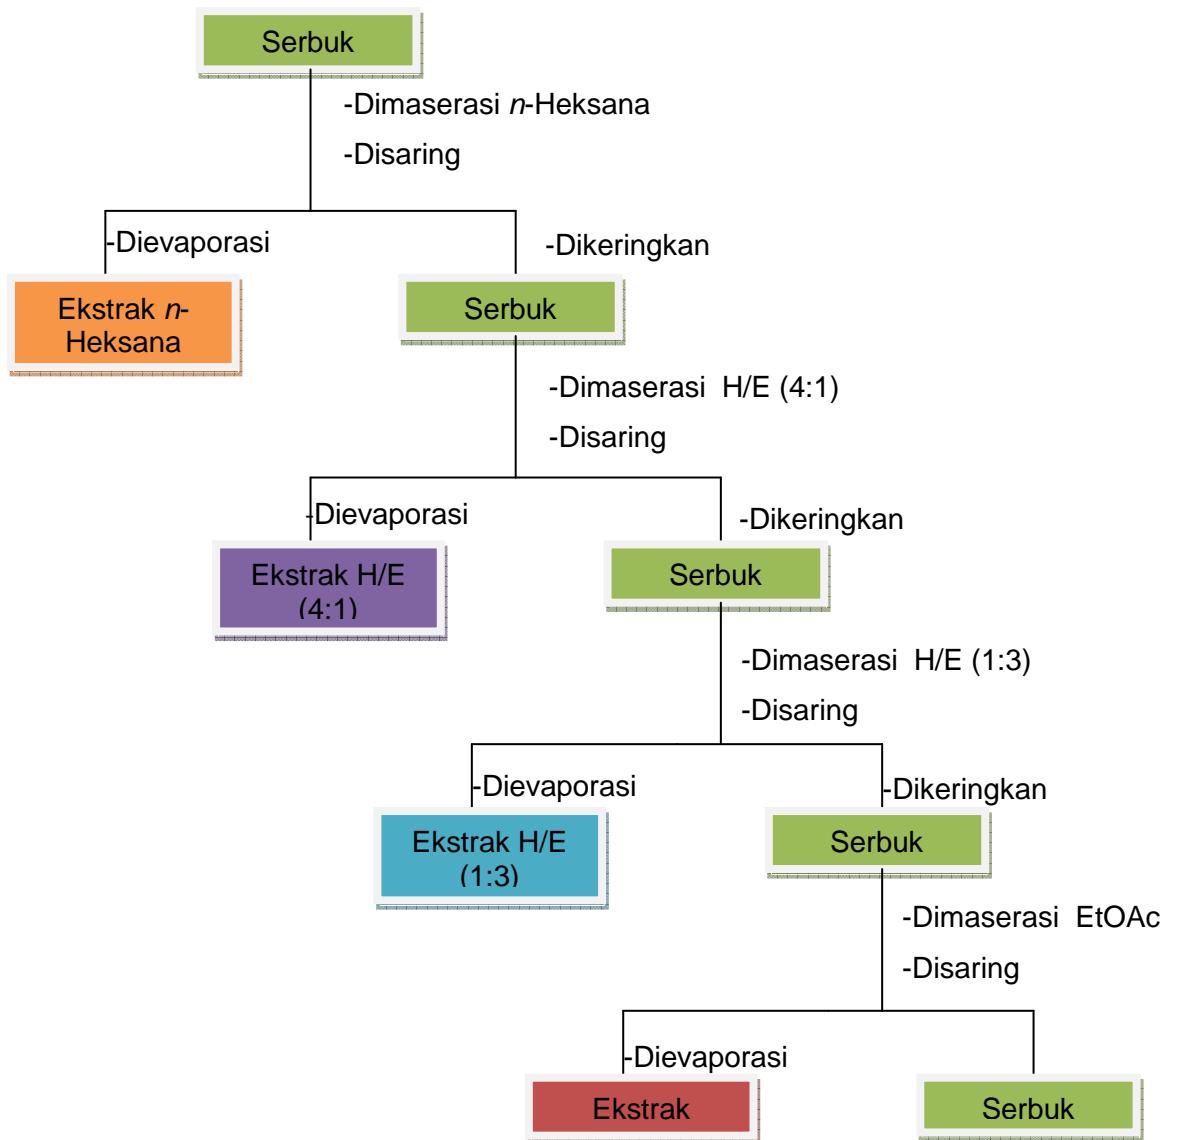 Serbuk
-Dimaserasi n-Heksana
-Disaring
-Dievaporasi
-Dikeringkan
Ekstrak n-
Heksana
Serbuk
-Dimaserasi H/E (4:1)
-Disaring
-Dievaporasi
-Dikeringkan
Ekstrak H/E
(4:1)
Serbuk
-Dimaserasi H/E (1:3)
-Disaring
-Dievaporasi
-Dikeringkan
Ekstrak H/E
(1:3)
Serbuk
-Dimaserasi EtOAc
-Disaring
-Dievaporasi
Ekstrak
Serbuk